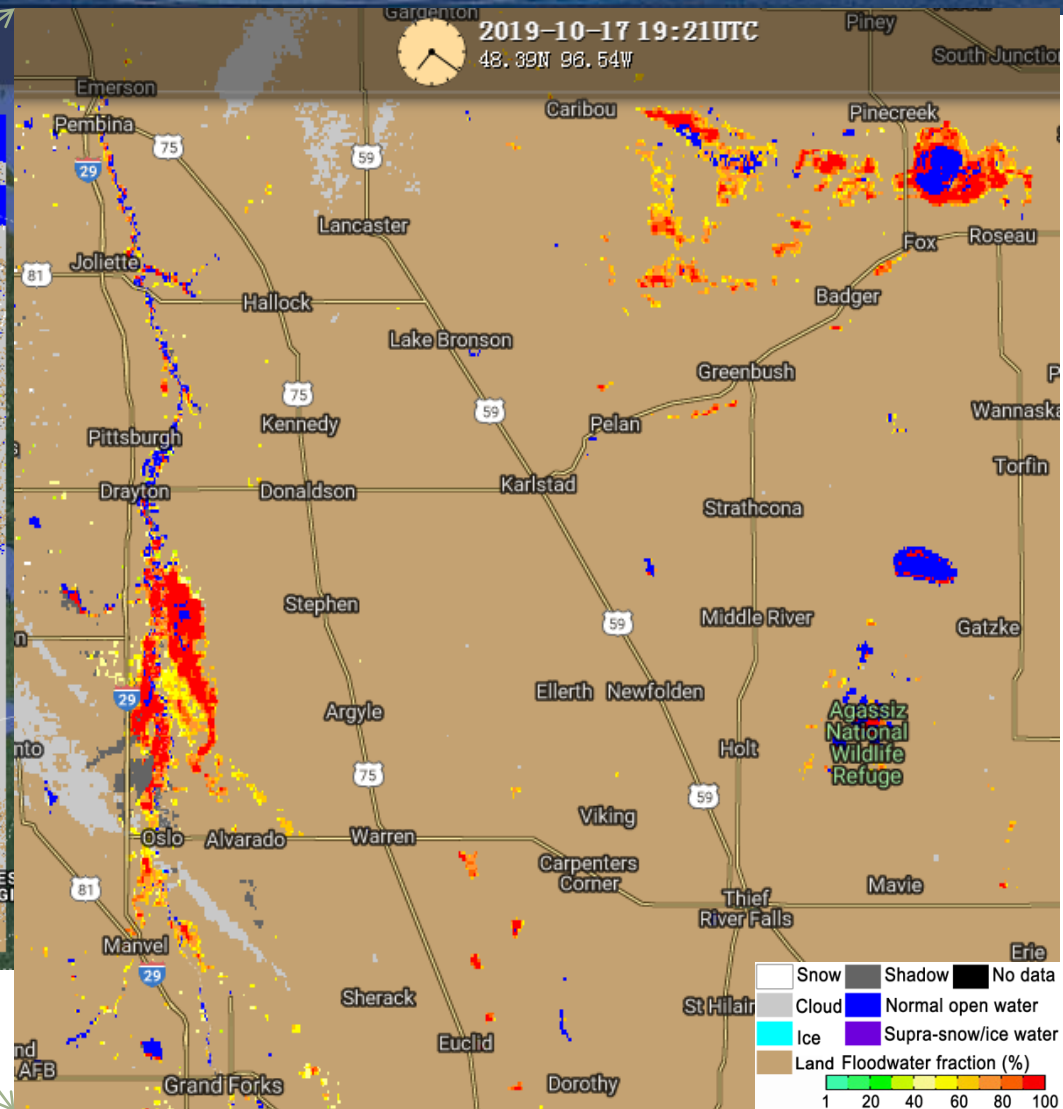 Gardenton
2019-10-17 19:21UTC
48.39N 96.54W
Piney
South Junction
Emerson
Caribou
Pinecreek
Pembina
75
59
29
Lancaster
Fox
Roseau
Joliette
81
Hallock
Badger
Lake Bronson
Greenbush
75
59
Kennedy
Pelan
Wannaska
Pittsburgh
Torfin
Drayton
Donaldson
Karlstad
Strathcona
Stephen
59
Middle River
Gatzke
29
Ellerth
Newfolden
Argyle
Agassiz
National
Wildlife
Refuge
nto
Holt
75
59
Viking
Oslo
Alvarado
Warren
Carpenters
Corner
81
Mavie
Thief
River Falls
Manvel
Erie
29
Sherack
St Hilair
Euclid
nd
AFB
Grand Forks
Dorothy
Snow
Shadow
No data
Cloud
Normal open water
Ice
Supra-snow/ice water
Land
Floodwater fraction (%)
1 20 40 60 80 100